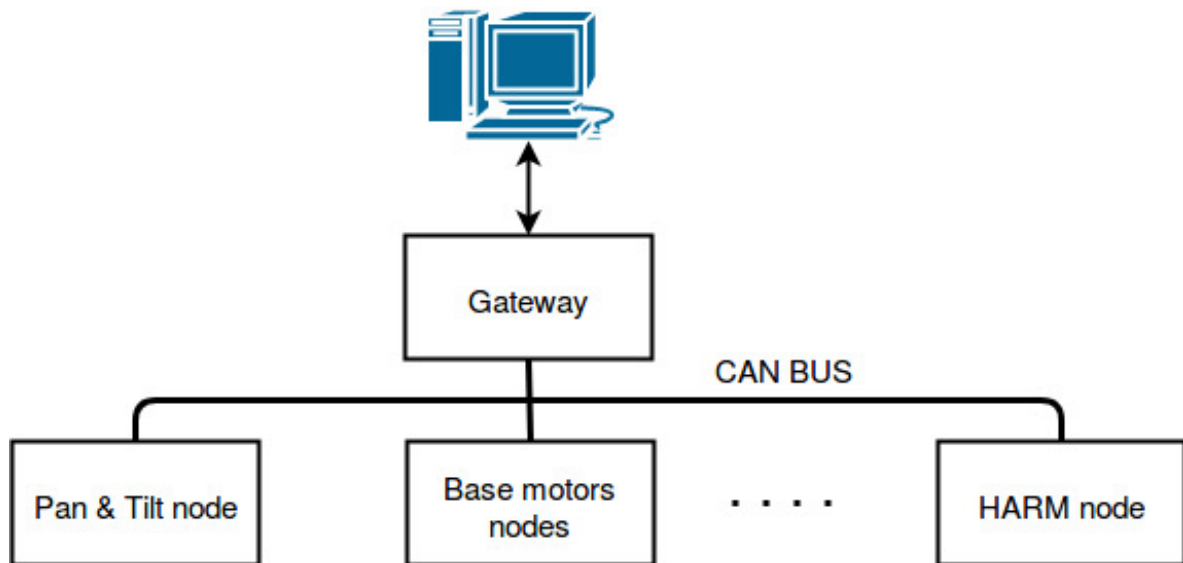 Gateway
CAN BUS
Pan & Tilt node
Base motors
nodes
. . . .
HARM node